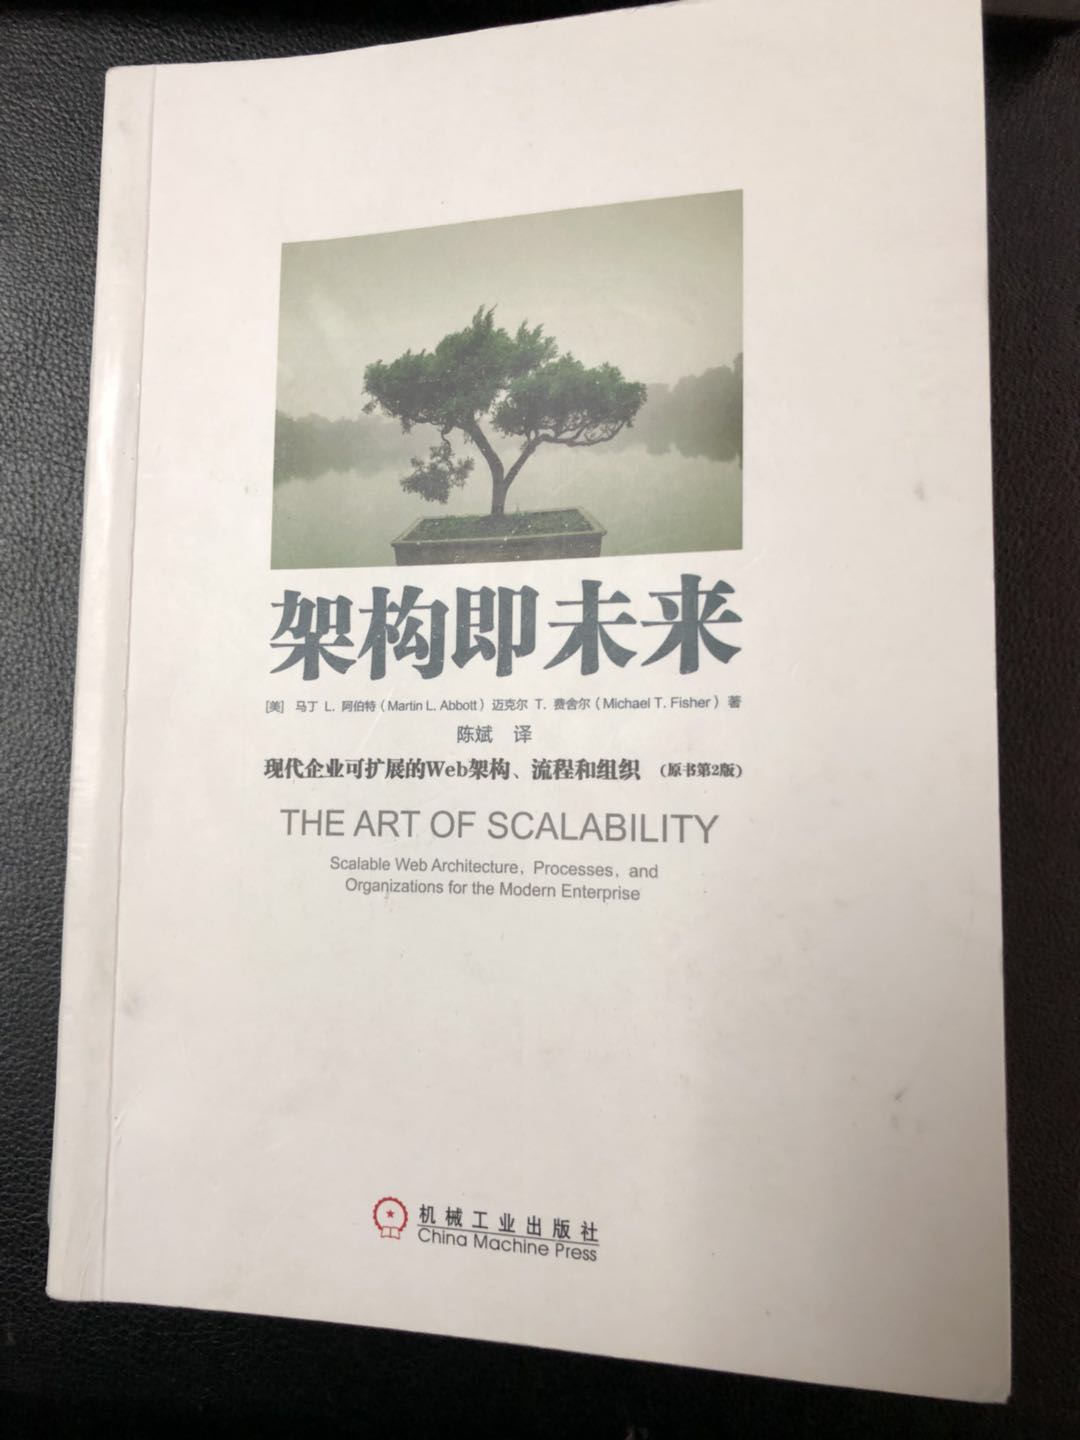 架构即未来
[美] 马丁 L. 阿伯特（Martin L. Abbott）迈克尔 T. 费舍尔（Michael T. Fisher）著
陈斌 译
现代企业可扩展的Web架构、流程和组织 （原书第2版）
THE ART OF SCALABILITY
Scalable Web Architecture, Processes, and
Organizations for the Modern Enterprise
机械工业出版社
China Machine Press